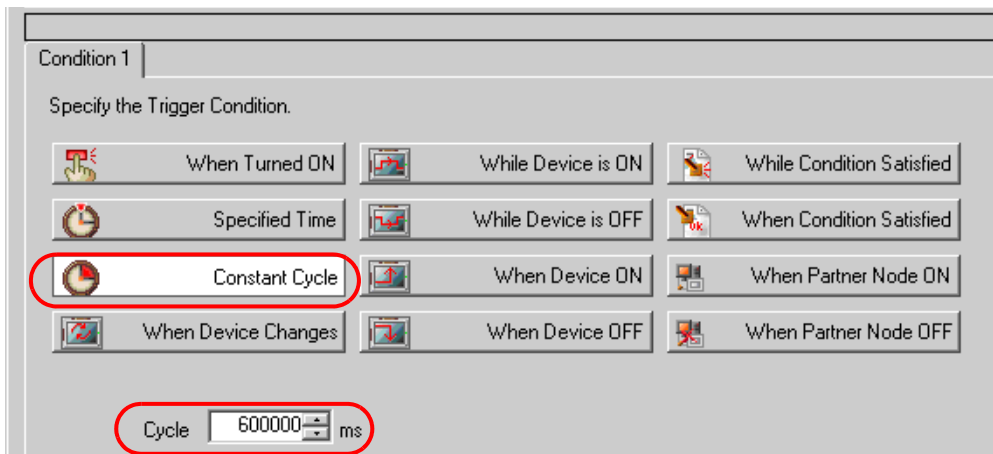 Condition 1
Specify the Trigger Condition.
When Turned ON
While Device is ON
While Condition Satisfied
Specified Time
While Device is OFF
OK
When Condition Satisfied
Constant Cycle
When Device ON
When Partner Node ON
When Device Changes
When Device OFF
When Partner Node OFF
Cycle 600000 ms